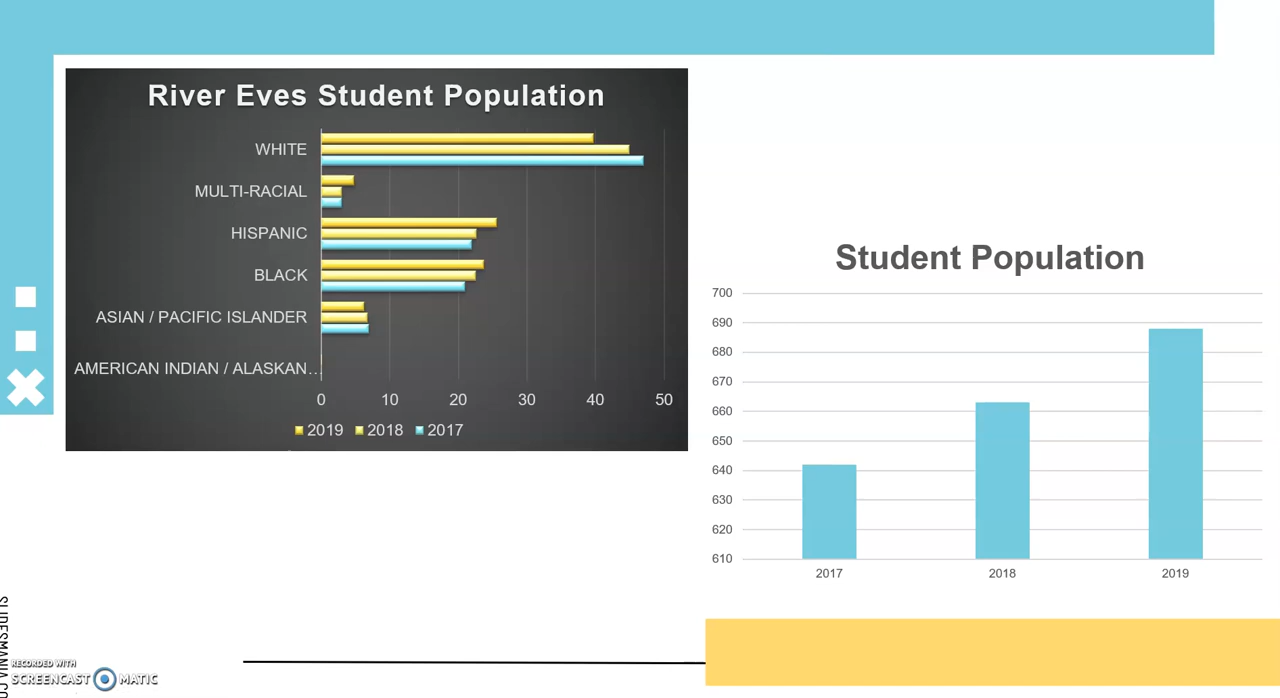 River Eves Student Population
WHITE
MULTI-RACIAL
HISPANIC
BLACK
ASIAN / PACIFIC ISLANDER
AMERICAN INDIAN / ALASKAN…
0 10 20 30 40 50
2019 2018 2017
Student Population
700
690
680
670
660
650
640
630
620
610
2017 2018 2019
SLIDESMANIA.CO
RECORDED WITH
SCREENCAST MATIC